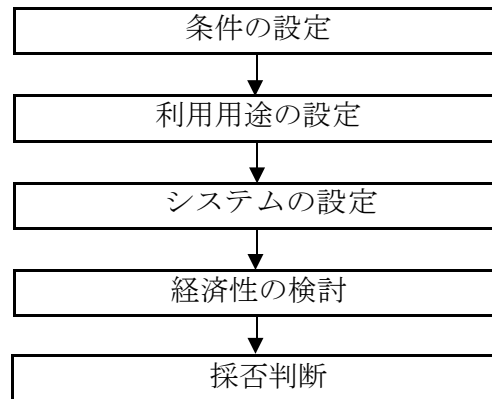 条件の設定
利用用途の設定
システムの設定
経済性の検討
採否判断